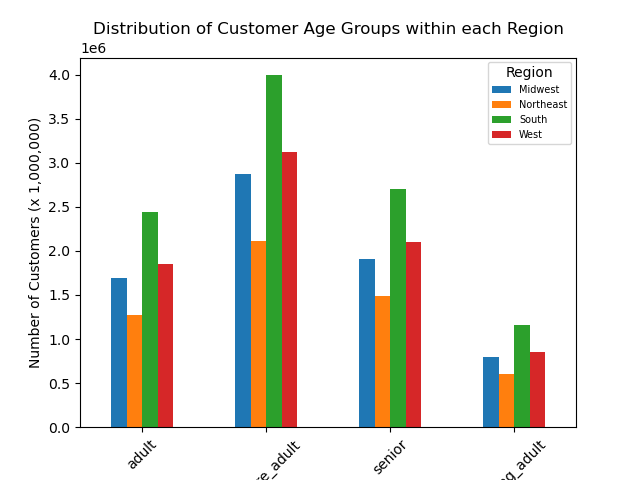 Distribution of Customer Age Groups within each Region
1e6
Number of Customers (x 1,000,000)
4.0
3.5
3.0
2.5
2.0
1.5
1.0
0.5
0.0
Region
Midwest
Northeast
South
West
adult
re_adult
senior
ng_adult